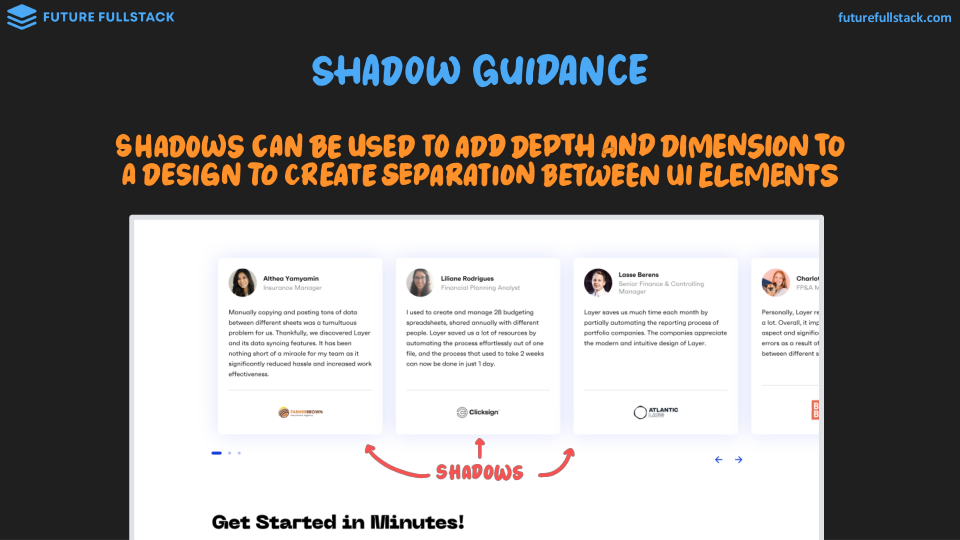 FUTURE FULLSTACK
futurefullstack.com
SHADOW GUIDANCE
SHADOWS CAN BE USED TO ADD DEPTH AND DIMENSION TO
A DESIGN TO CREATE SEPARATION BETWEEN UI ELEMENTS
Althea Yamyamin
Insurance Manager
Manually copying and pasting tons of data
between different sheets was a tumultuous
problem for us. Thankfully, we discovered Layer
and its data syncing features. It has been
nothing short of a miracle for my team as it
significantly reduced hassle and increased work
effectiveness.
FARMERBROWN
Liliane Rodrigues
Financial Planning Analyst
I used to create and manage 28 budgeting
spreadsheets, shared annually with different
people. Layer saved us a lot of resources by
automating the process effortlessly out of one
file, and the process that used to take 2 weeks
can now be done in just 1 day.
Clicksign
Lasse Berens
Senior Finance & Controlling
Manager
Layer saves us much time each month by
partially automating the reporting process of
portfolio companies. The companies appreciate
the modern and intuitive design of Layer.
ATLANTIC
LABS
Charlot
FP&A M
Personally, Layer re
a lot. Overall, it imp
aspect and signific
errors as a result of
between different s
SHADOWS
Get Started in Minutes!